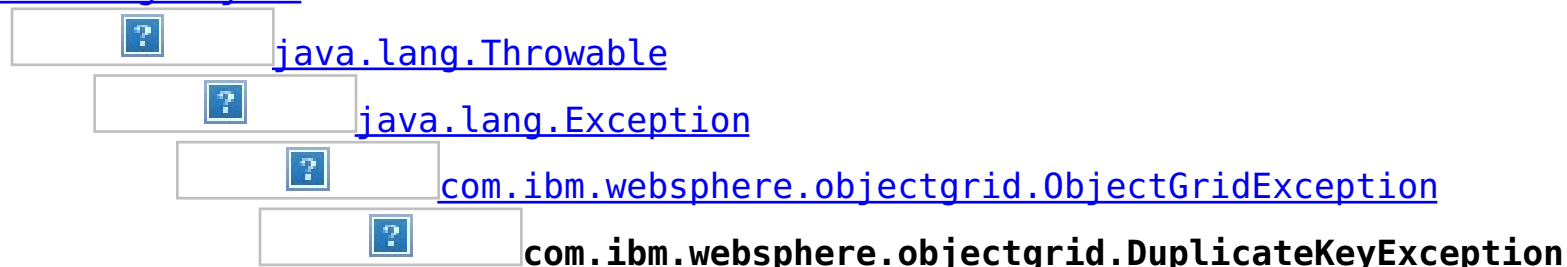 java.lang.Throwable
java.lang.Exception
com.ibm.websphere.objectgrid.ObjectGridException
com.ibm.websphere.objectgrid.DuplicateKeyException